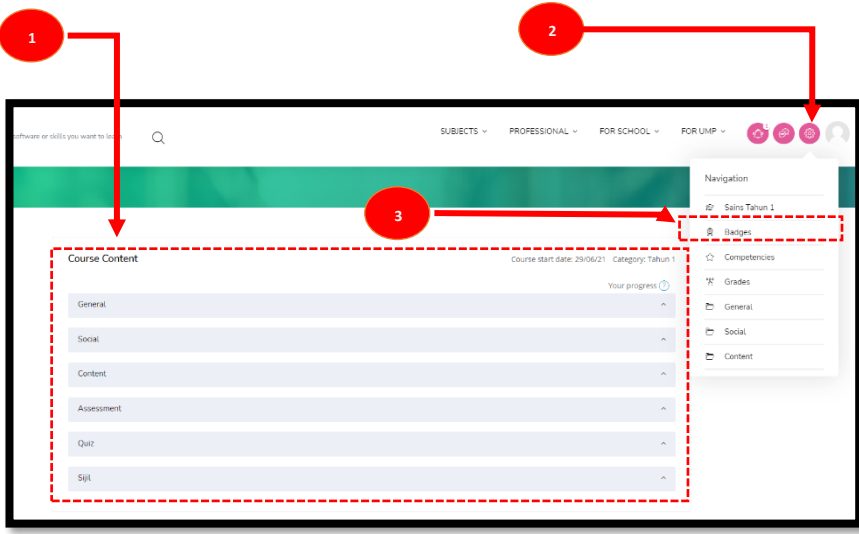 1
2
software or skills you want to learn
SUBJECTS
PROFESSIONAL
FOR SCHOOL
FOR UMP
1
Navigation
Sains Tahun 1
3
Badges
Course Content
Course start date: 29/06/21 Category: Tahun 1
Competencies
Your progress ?
Grades
General
General
Social
Social
Content
Content
Assessment
Quiz
Sijil